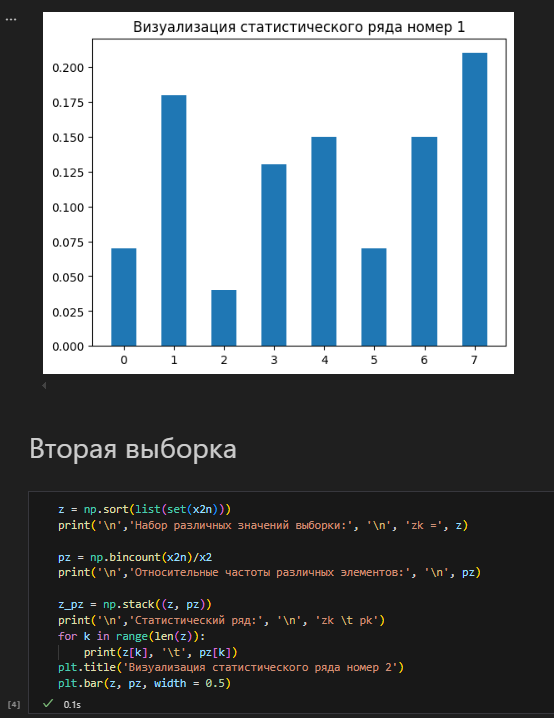 ...
Визуализация статистического ряда номер 1
0.200
0.175
0.150
0.125
0.100
0.075
0.050
0.025
0.000
0 1 2 3 4 5 6 7
Вторая выборка
z = np.sort(list(set(x2n)))
print('\n','Набор различных значений выборки:', '\n', 'zk =', z)
pz = np.bincount(x2n)/x2
print('\n','Относительные частоты различных элементов:', '\n', pz)
z_pz = np.stack((z, pz))
print('\n','Статистический ряд:', '\n', 'zk \t pk')
for k in range(len(z)):
    print(z[k], '\t', pz[k])
plt.title('Визуализация статистического ряда номер 2')
plt.bar(z, pz, width = 0.5)
[4] 0.1s